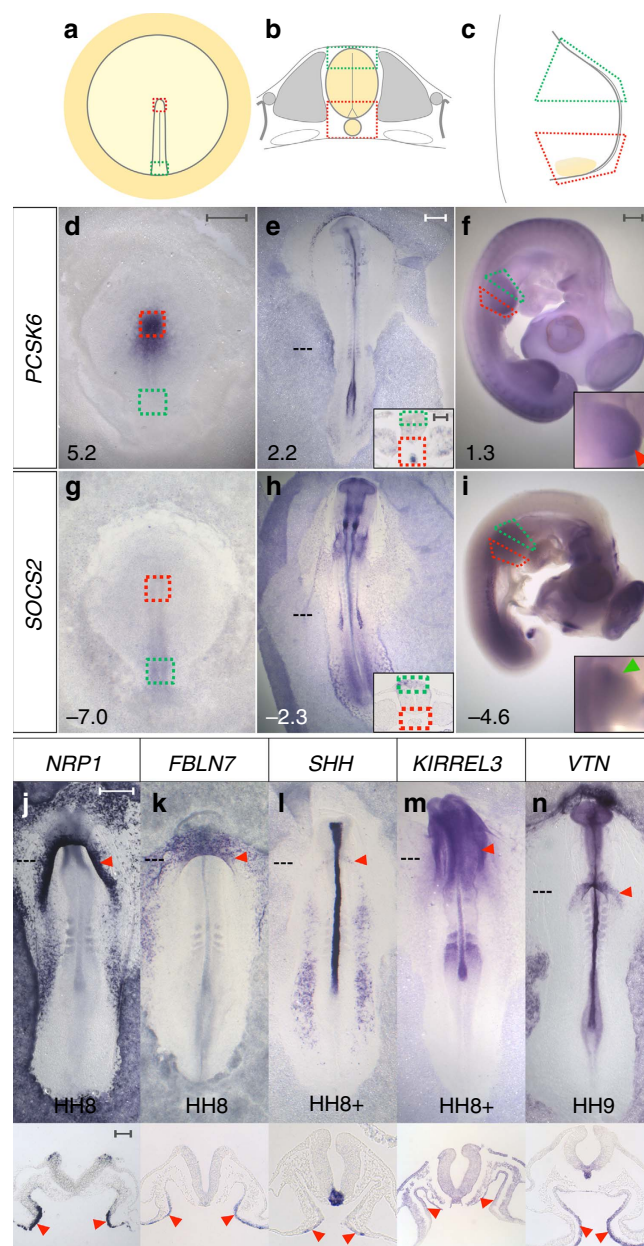 a b c
d e f
PCSK6
5.2 2.2 1.3
g h i
SOCS2
–7.0 –2.3 –4.6
NRP1 FBLN7 SHH KIRREL3 VTN
j k l m n
HH8 HH8 HH8+ HH8+ HH9